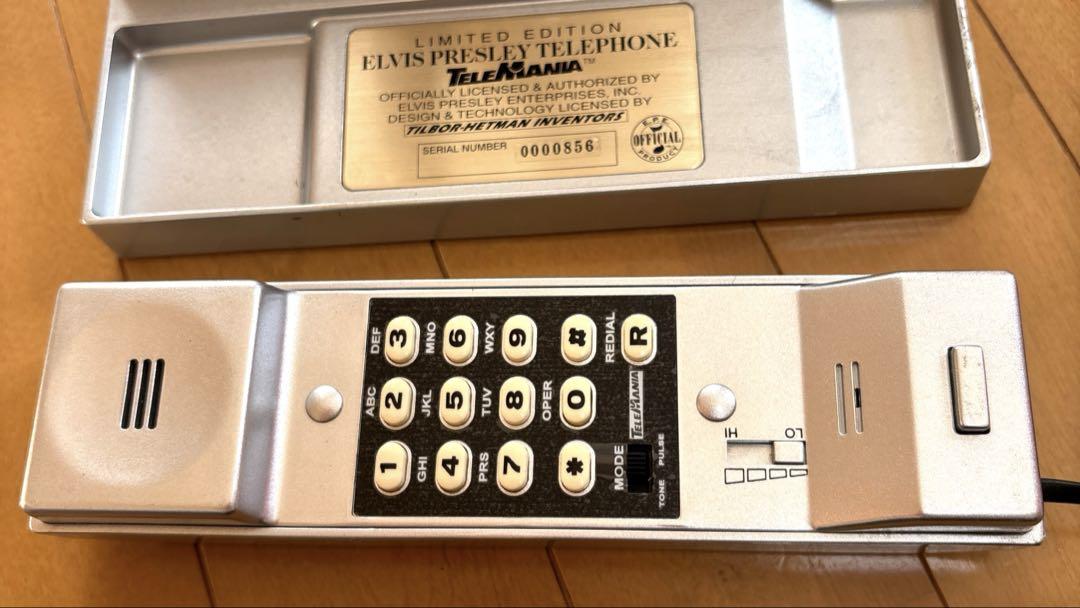 LIMITED EDITION
ELVIS PRESLEY TELEPHONE
TELEMANIA™
OFFICIALLY LICENSED & AUTHORIZED BY
ELVIS PRESLEY ENTERPRISES, INC.
DESIGN & TECHNOLOGY LICENSED BY
TILBOR-HETMAN INVENTORS
SERIAL NUMBER 0000856
E.P.E.
OFFICIAL
PRODUCT
1
ABC 2
DEF 3
GHI 4
JKL 5
MNO 6
PRS 7
TUV 8
WXY 9
*
OPER 0
#
MODE
TONE PULSE
TELEMANIA
REDIAL R
HI LO